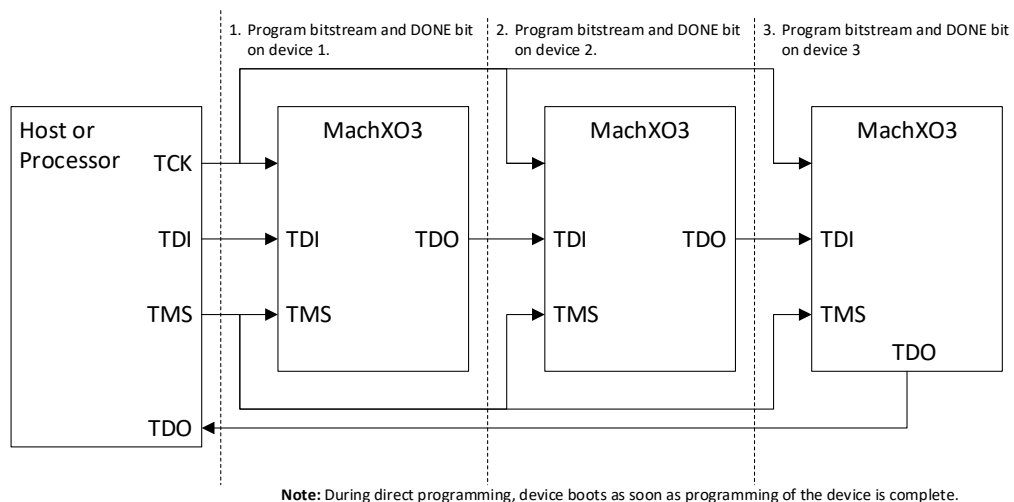 1. Program bitstream and DONE bit
on device 1.
2. Program bitstream and DONE bit
on device 2.
3. Program bitstream and DONE bit
on device 3
Host or
Processor
TCK
TDI
TMS
TDO
MachXO3
TDI
TDO
TMS
MachXO3
TDI
TDO
TMS
MachXO3
TDI
TMS
TDO
Note: During direct programming, device boots as soon as programming of the device is complete.